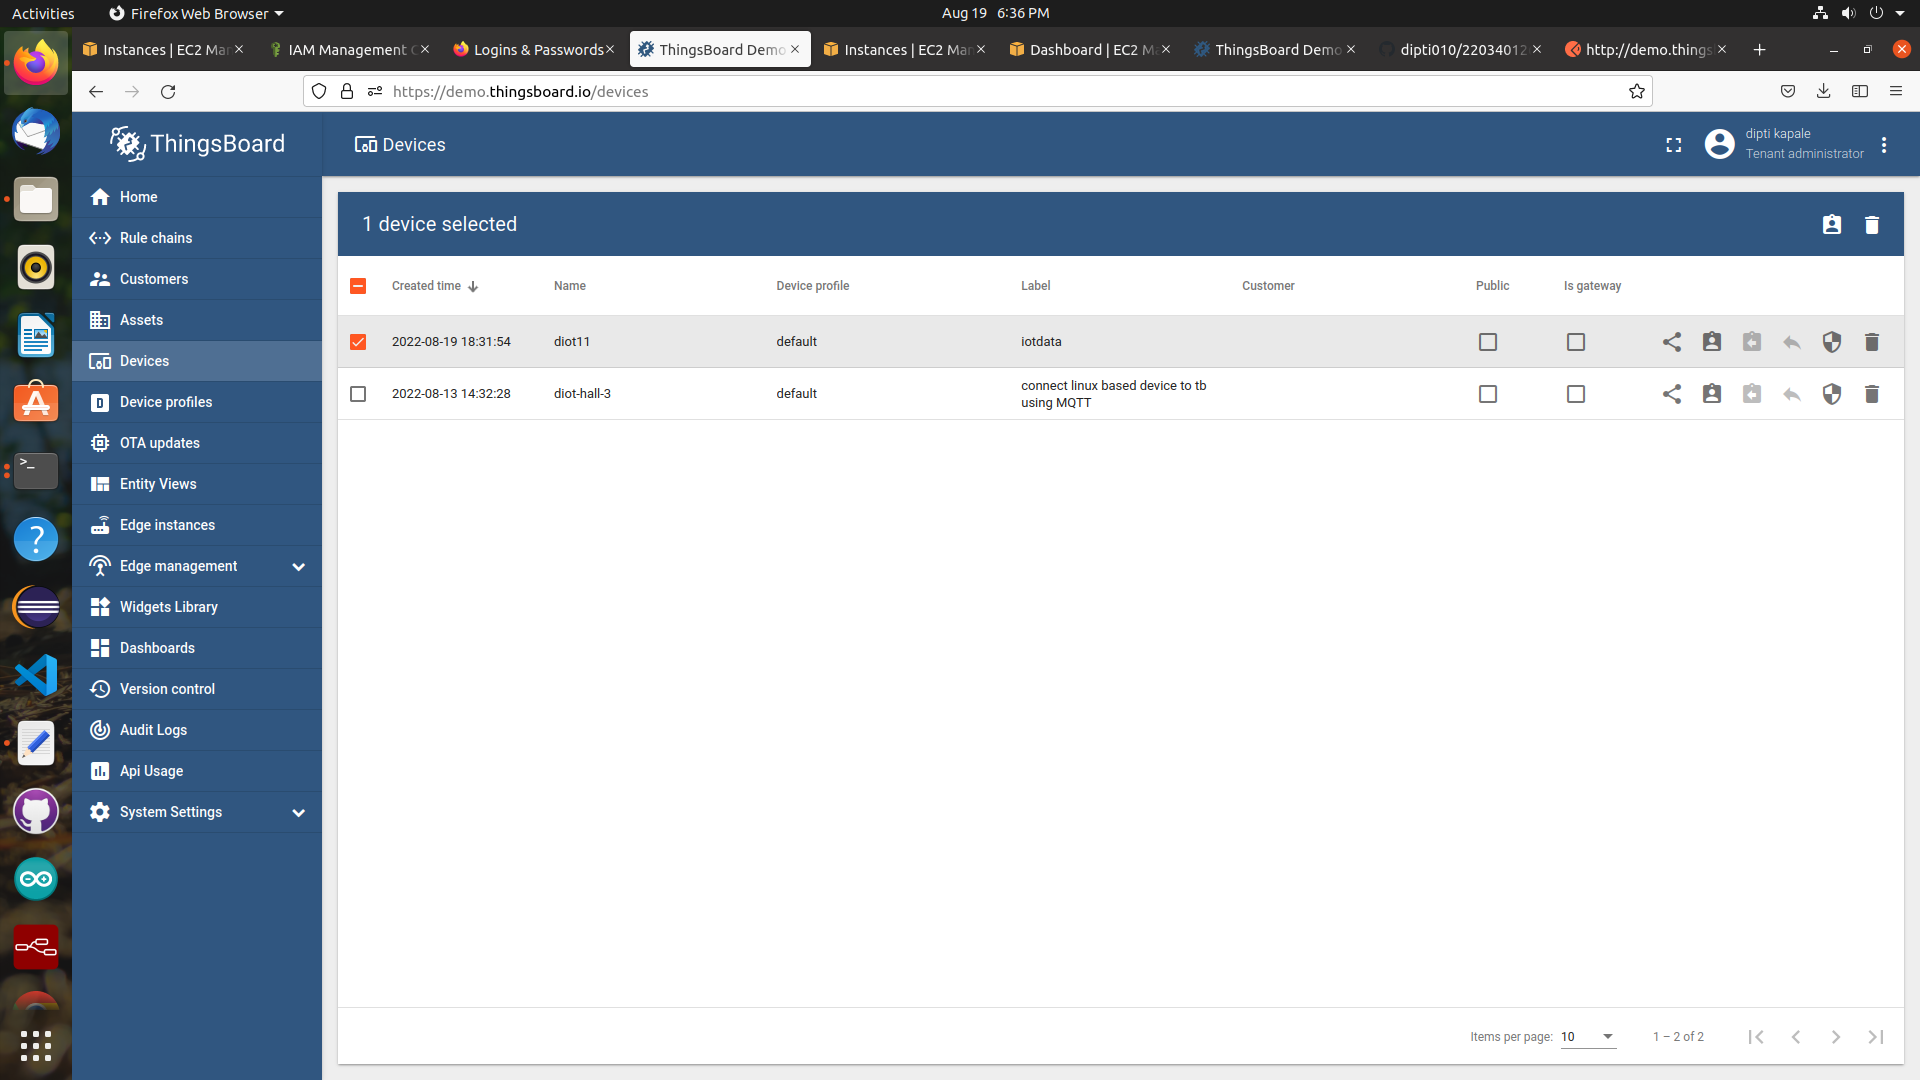 Activities
Firefox Web Browser
Aug 19 6:36 PM
Instances | EC2 Mar
IAM Management C
Logins & Passwords
ThingsBoard Demo
Instances | EC2 Mar
Dashboard | EC2 Ma
ThingsBoard Demo
dipti010/22034012
http://demo.things
https://demo.thingsboard.io/devices
ThingsBoard
Devices
dipti kapale
Tenant administrator
Home
Rule chains
Customers
Assets
Devices
Device profiles
OTA updates
Entity Views
Edge instances
Edge management
Widgets Library
Dashboards
Version control
Audit Logs
Api Usage
System Settings
1 device selected
Created time Name Device profile Label Customer Public Is gateway
2022-08-19 18:31:54 diot11 default iotdata
2022-08-13 14:32:28 diot-hall-3 default connect linux based device to tb
using MQTT
Items per page: 10 1 – 2 of 2